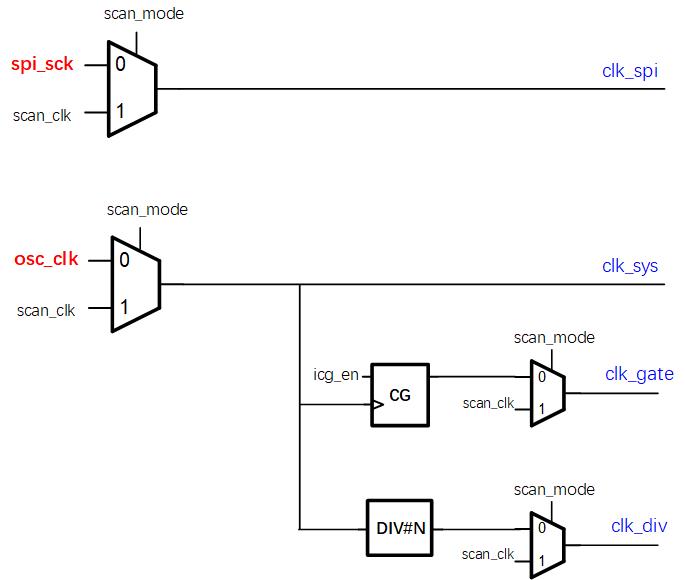 scan_mode
spi_sck
0
clk_spi
scan_clk
1
scan_mode
osc_clk
0
clk_sys
scan_clk
1
scan_mode
icg_en
CG
0
clk_gate
scan_clk
1
scan_mode
DIV#N
0
clk_div
scan_clk
1